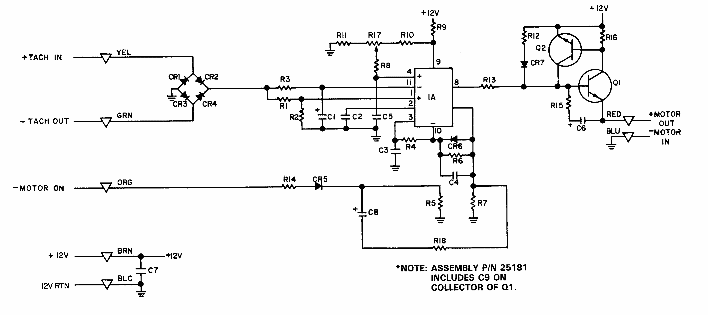 +12V
+12V
R11
R17
R10
R9
R12
R16
Q2
+TACH IN
YEL
R8
9
CR7
Q1
CR1
CR2
R3
4
+
11
−
8
R13
CR3
CR4
R1
1
+
IA
2
R15
RED
+MOTOR OUT
-TACH OUT
GRN
R2
+
C1
C2
C5
3
−
10
+
C6
BLU
-MOTOR IN
C3
R4
CR6
R6
C4
-MOTOR ON
ORG
R14
CR5
+
C8
R5
R7
R18
+12V
BRN
+12V
C7
12V RTN
BLC
*NOTE: ASSEMBLY P/N 25181
INCLUDES C9 ON
COLLECTOR OF Q1.